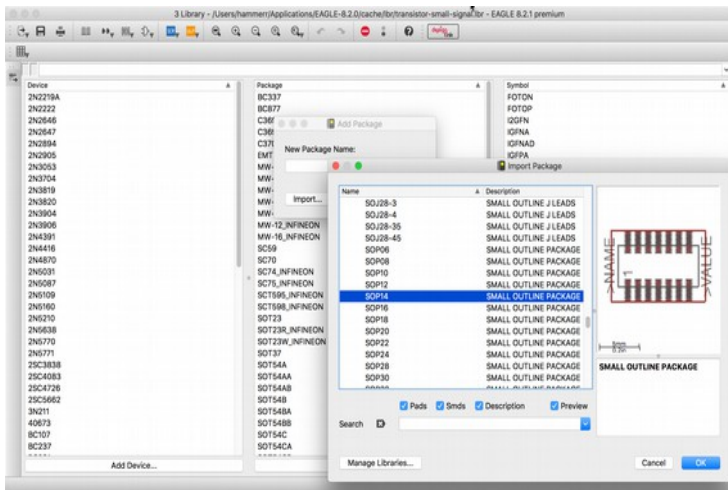 3 Library - /Users/hammerr/Applications/EAGLE-8.2.0/cache/lbr/transistor-small-signal.lbr - EAGLE 8.2.1 premium
Device
2N2219A
2N2222
2N2646
2N2647
2N2894
2N2905
2N3053
2N3704
2N3819
2N3820
2N3904
2N3906
2N4391
2N4416
2N4870
2N5031
2N5087
2N5109
2N5160
2N5210
2N5638
2N5770
2N5771
2SC3838
2SC4083
2SC4726
2SC5662
3N211
40673
BC107
BC237
Add Device...
Package
BC337
BC877
MW-12_INFINEON
MW-16_INFINEON
SC59
SC70
SC74_INFINEON
SC75_INFINEON
SCT595_INFINEON
SCT598_INFINEON
SOT23
SOT23R_INFINEON
SOT23W_INFINEON
SOT37
SOT54A
SOT54AA
SOT54AB
SOT54B
SOT54BA
SOT54BB
SOT54C
SOT54CA
Symbol
FOTON
FOTOP
I2GFN
IGFNA
IGFNAD
IGFPA
Add Package
New Package Name:
Import...
Import Package
Name Description
SOJ28-3 SMALL OUTLINE J LEADS
SOJ28-4 SMALL OUTLINE J LEADS
SOJ28-35 SMALL OUTLINE J LEADS
SOJ28-45 SMALL OUTLINE J LEADS
SOP06 SMALL OUTLINE PACKAGE
SOP08 SMALL OUTLINE PACKAGE
SOP10 SMALL OUTLINE PACKAGE
SOP12 SMALL OUTLINE PACKAGE
SOP14 SMALL OUTLINE PACKAGE
SOP16 SMALL OUTLINE PACKAGE
SOP18 SMALL OUTLINE PACKAGE
SOP20 SMALL OUTLINE PACKAGE
SOP22 SMALL OUTLINE PACKAGE
SOP24 SMALL OUTLINE PACKAGE
SOP28 SMALL OUTLINE PACKAGE
SOP30 SMALL OUTLINE PACKAGE
>NAME
1
>VALUE
5mm
0.2in
SMALL OUTLINE PACKAGE
Pads Smds Description Preview
Search
Manage Libraries...
Cancel
OK